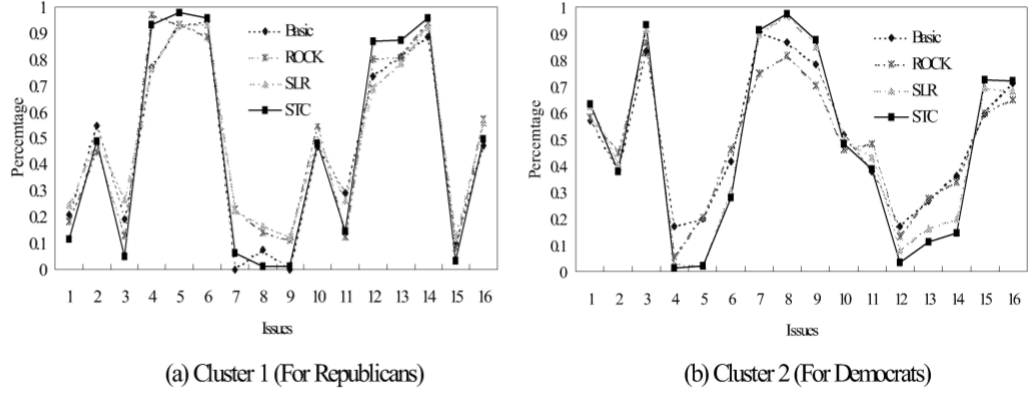 1
0.9
0.8
0.7
0.6
0.5
0.4
0.3
0.2
0.1
0
Percemtage
Basic
ROCK
SLR
STC
1 2 3 4 5 6 7 8 9 10 11 12 13 14 15 16
Issues
(a) Cluster 1 (For Republicans)
1
0.9
0.8
0.7
0.6
0.5
0.4
0.3
0.2
0.1
0
Percemtage
Basic
ROCK
SLR
STC
1 2 3 4 5 6 7 8 9 10 11 12 13 14 15 16
Issues
(b) Cluster 2 (For Democrats)